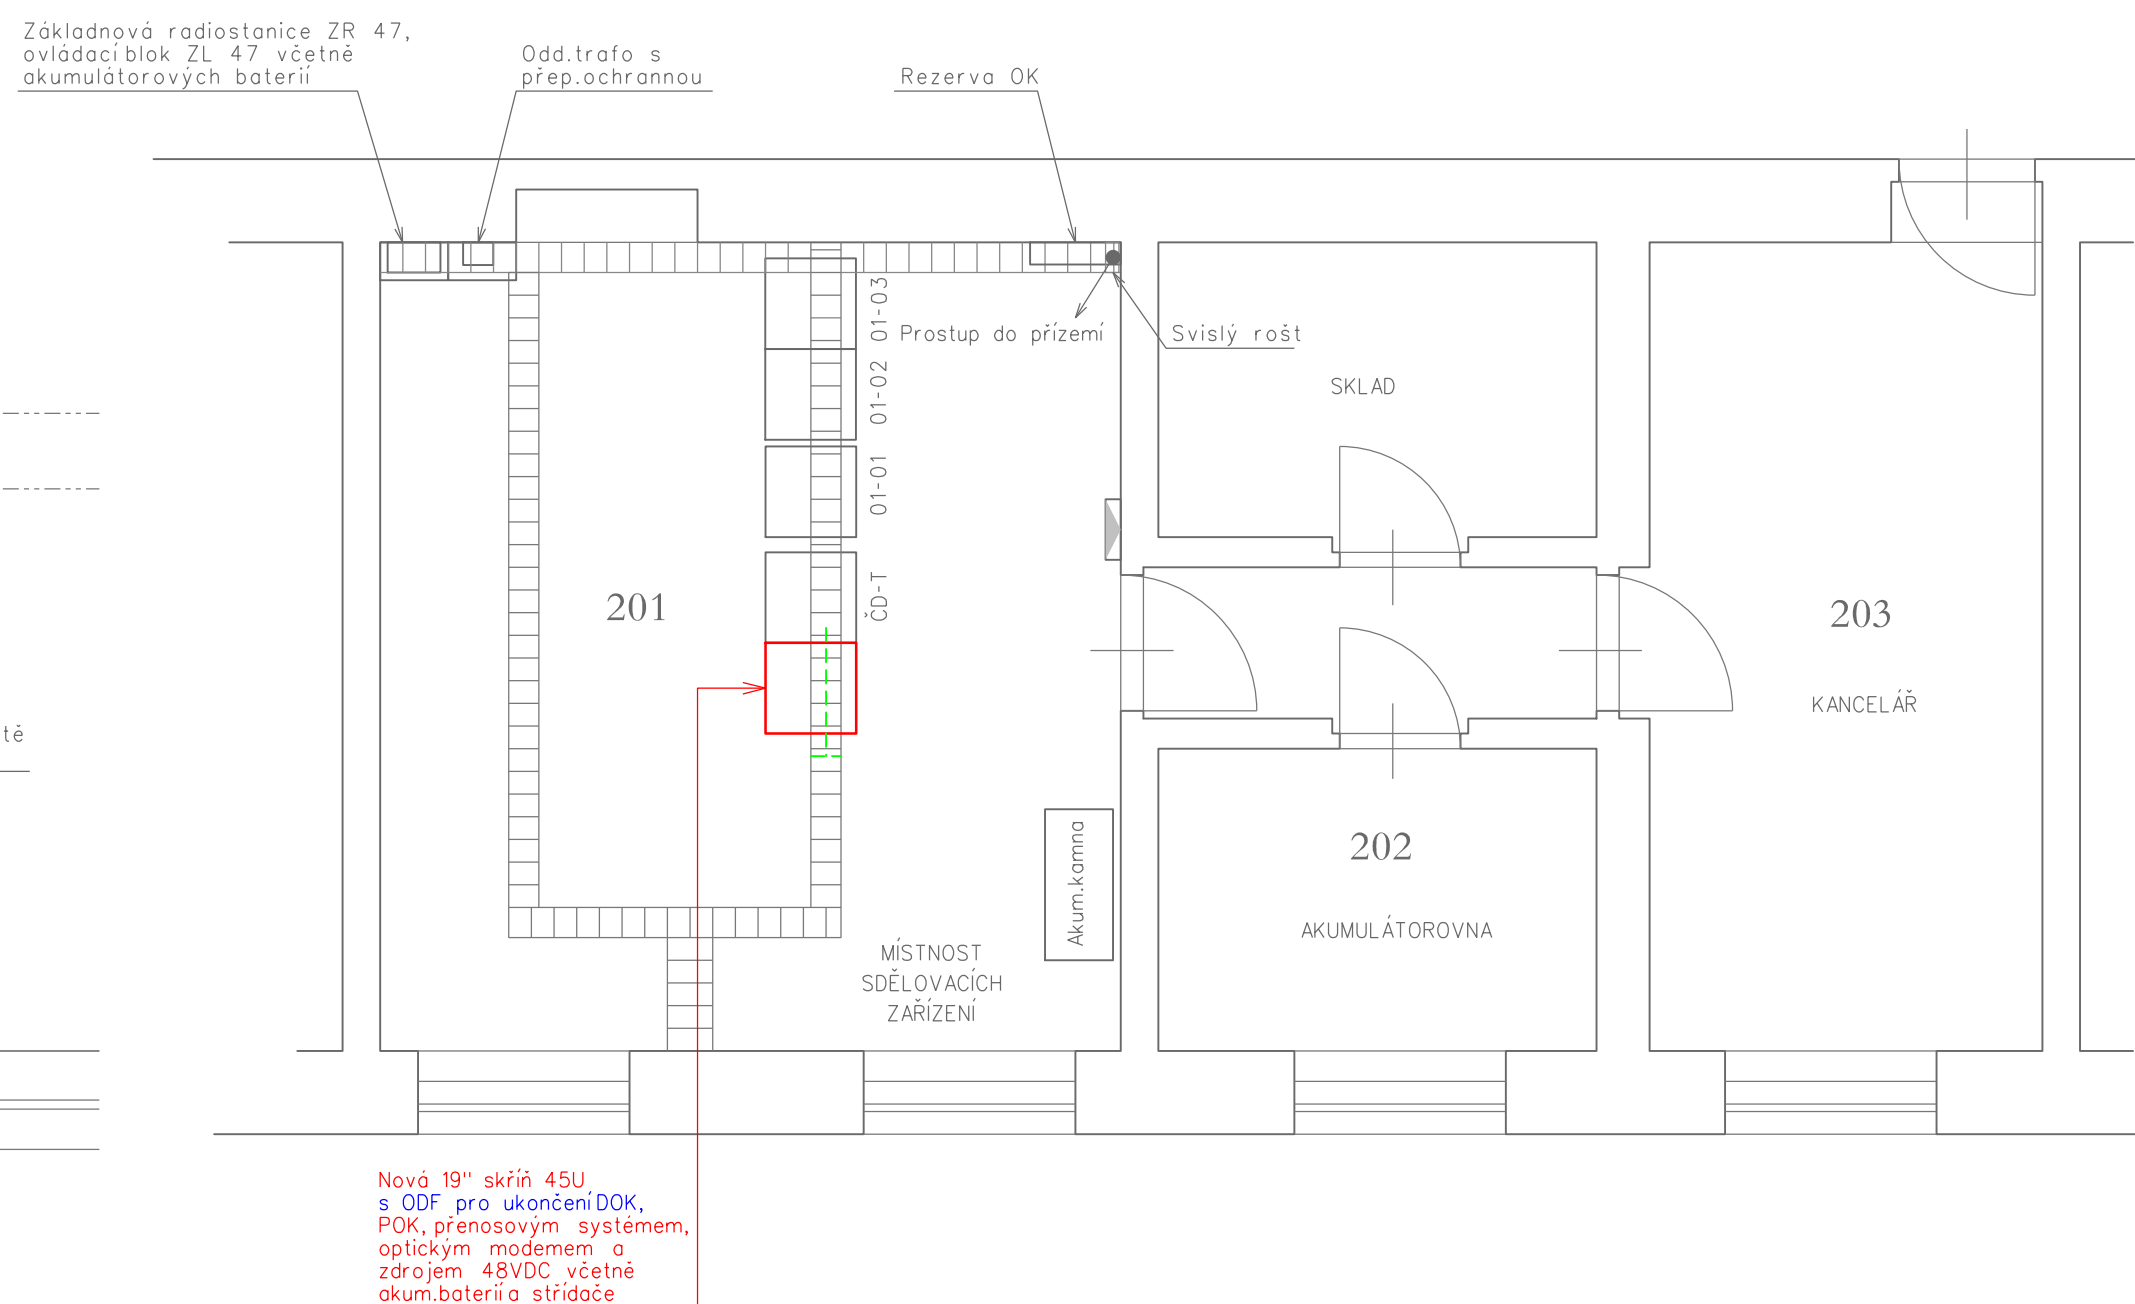 Základnová radiostanice ZR 47,
ovládací blok ZL 47 včetně
akumulátorových baterií
Odd.trafo s
přep.ochrannou
Rezerva OK
01-03
01-02
01-01
ČD-T
Prostup do přízemí
Svislý rošt
SKLAD
201
203
KANCELÁŘ
tě
202
AKUMULÁTOROVNA
Akum.kamna
MÍSTNOST
SDĚLOVACÍCH
ZAŘÍZENÍ
Nová 19" skříň 45U
s ODF pro ukončení DOK,
POK, přenosovým systémem,
optickým modemem a
zdrojem 48VDC včetně
akum.baterií a střídače